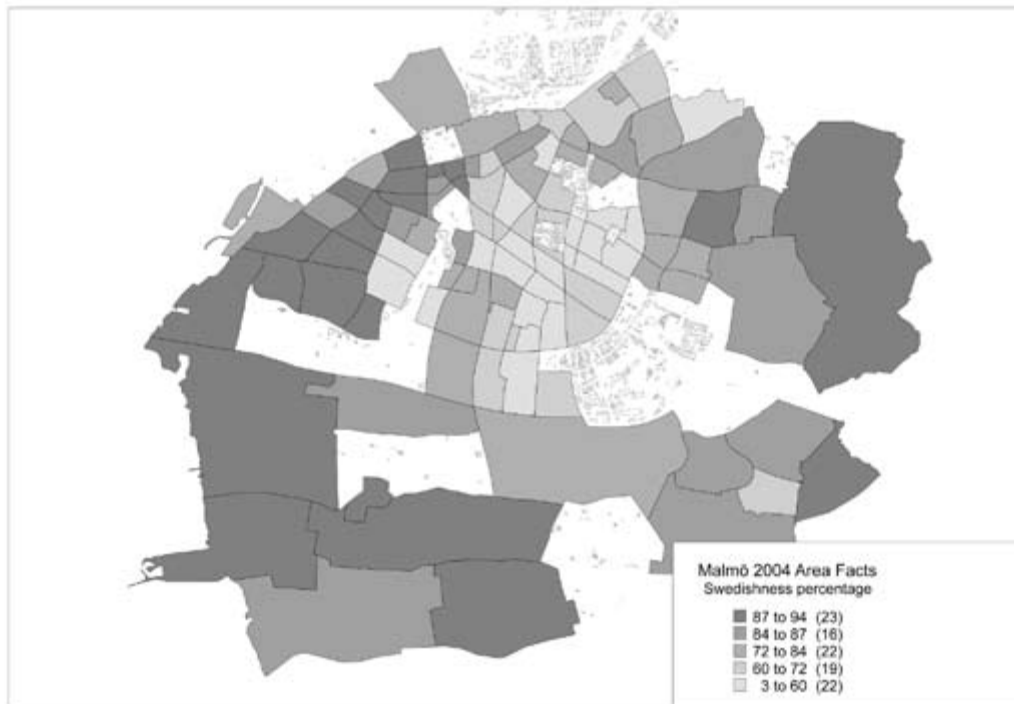 Malmö 2004 Area Facts
Swedishness percentage
87 to 94 (23)
84 to 87 (16)
72 to 84 (22)
60 to 72 (19)
3 to 60 (22)